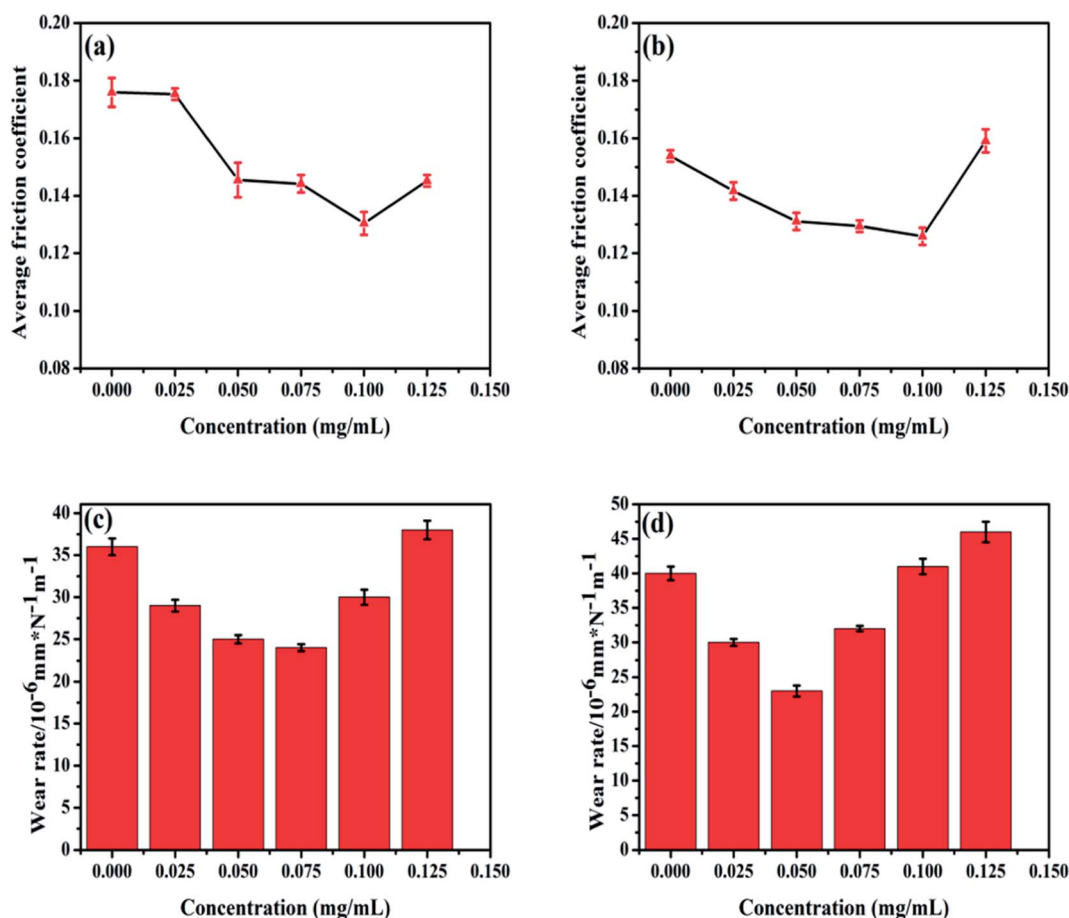 (a)
Average friction coefficient
0.20
0.18
0.16
0.14
0.12
0.10
0.08
0.000 0.025 0.050 0.075 0.100 0.125 0.150
Concentration (mg/mL)
(b)
Average friction coefficient
0.20
0.18
0.16
0.14
0.12
0.10
0.08
0.000 0.025 0.050 0.075 0.100 0.125 0.150
Concentration (mg/mL)
(c)
Wear rate/10⁻⁶mm*N⁻¹m⁻¹
40
35
30
25
20
15
10
5
0
0.000 0.025 0.050 0.075 0.100 0.125 0.150
Concentration (mg/mL)
(d)
Wear rate/10⁻⁶mm*N⁻¹m⁻¹
50
45
40
35
30
25
20
15
10
5
0
0.000 0.025 0.050 0.075 0.100 0.125 0.150
Concentration (mg/mL)